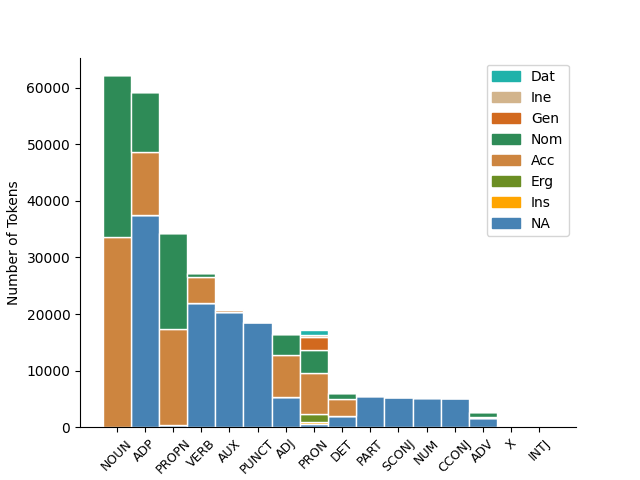 60000
50000
40000
30000
20000
10000
0
Number of Tokens
Dat
Ine
Gen
Nom
Acc
Erg
Ins
NA
NOUN
ADP
PROPN
VERB
AUX
PUNCT
ADJ
PRON
DET
PART
SCONJ
NUM
CCONJ
ADV
X
INTJ